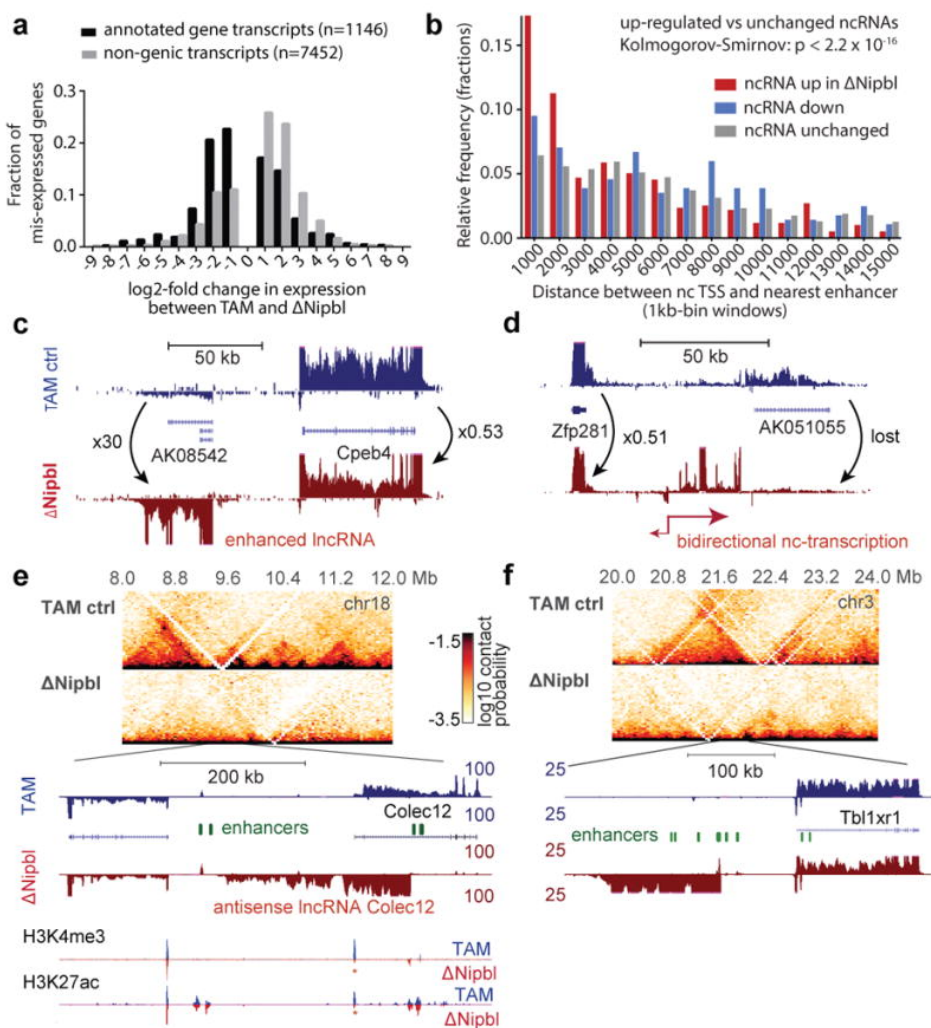 a
annotated gene transcripts (n=1146)
non-genic transcripts (n=7452)
Fraction of
mis-expressed genes
0.3
0.2
0.1
0.0
-9 -8 -7 -6 -5 -4 -3 -2 -1 0 1 2 3 4 5 6 7 8 9
log2-fold change in expression
between TAM and ΔNipbl
b
up-regulated vs unchanged ncRNAs
Kolmogorov-Smirnov: p < 2.2 x 10-16
ncRNA up in ΔNipbl
ncRNA down
ncRNA unchanged
Relative frequency (fractions)
0.15
0.10
0.05
0.00
1000 2000 3000 4000 5000 6000 7000 8000 9000 10000 11000 12000 13000 14000 15000
Distance between nc TSS and nearest enhancer
(1kb-bin windows)
c
50 kb
TAM ctrl
x30
AK08542
Cpeb4
x0.53
ΔNipbl
enhanced lncRNA
d
50 kb
Zfp281
x0.51
AK051055
lost
bidirectional nc-transcription
e
8.0 8.8 9.6 10.4 11.2 12.0 Mb
TAM ctrl
chr18
ΔNipbl
-1.5
-3.5
log10 contact
probability
200 kb
TAM
100
100
Colec12
enhancers
ΔNipbl
100
100
antisense lncRNA Colec12
H3K4me3
TAM
ΔNipbl
H3K27ac
TAM
ΔNipbl
f
20.0 20.8 21.6 22.4 23.2 24.0 Mb
TAM ctrl
chr3
ΔNipbl
100 kb
25
25
Tbl1xr1
enhancers
25
25